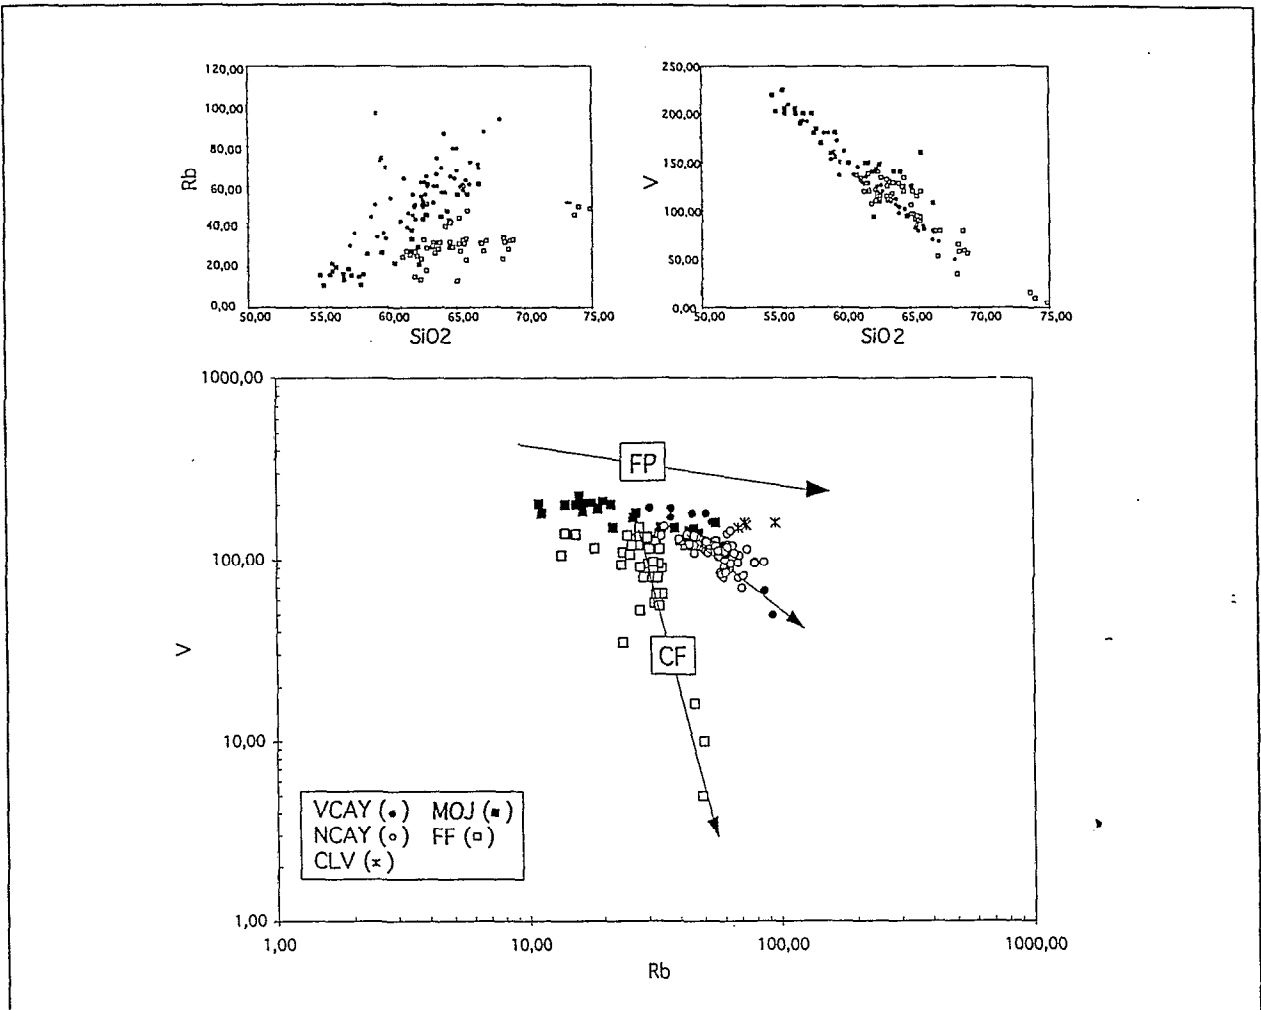 120,00
100,00
80,00
60,00
40,00
20,00
0,00
Rb
50,00 55,00 60,00 65,00 70,00 75,00
SiO2
250,00
200,00
150,00
100,00
50,00
0,00
V
50,00 55,00 60,00 65,00 70,00 75,00
SiO2
1000,00
100,00
10,00
1,00
V
FP
CF
VCAY (●) MOJ (■)
NCAY (○) FF (□)
CLV (✳)
1,00 10,00 100,00 1000,00
Rb